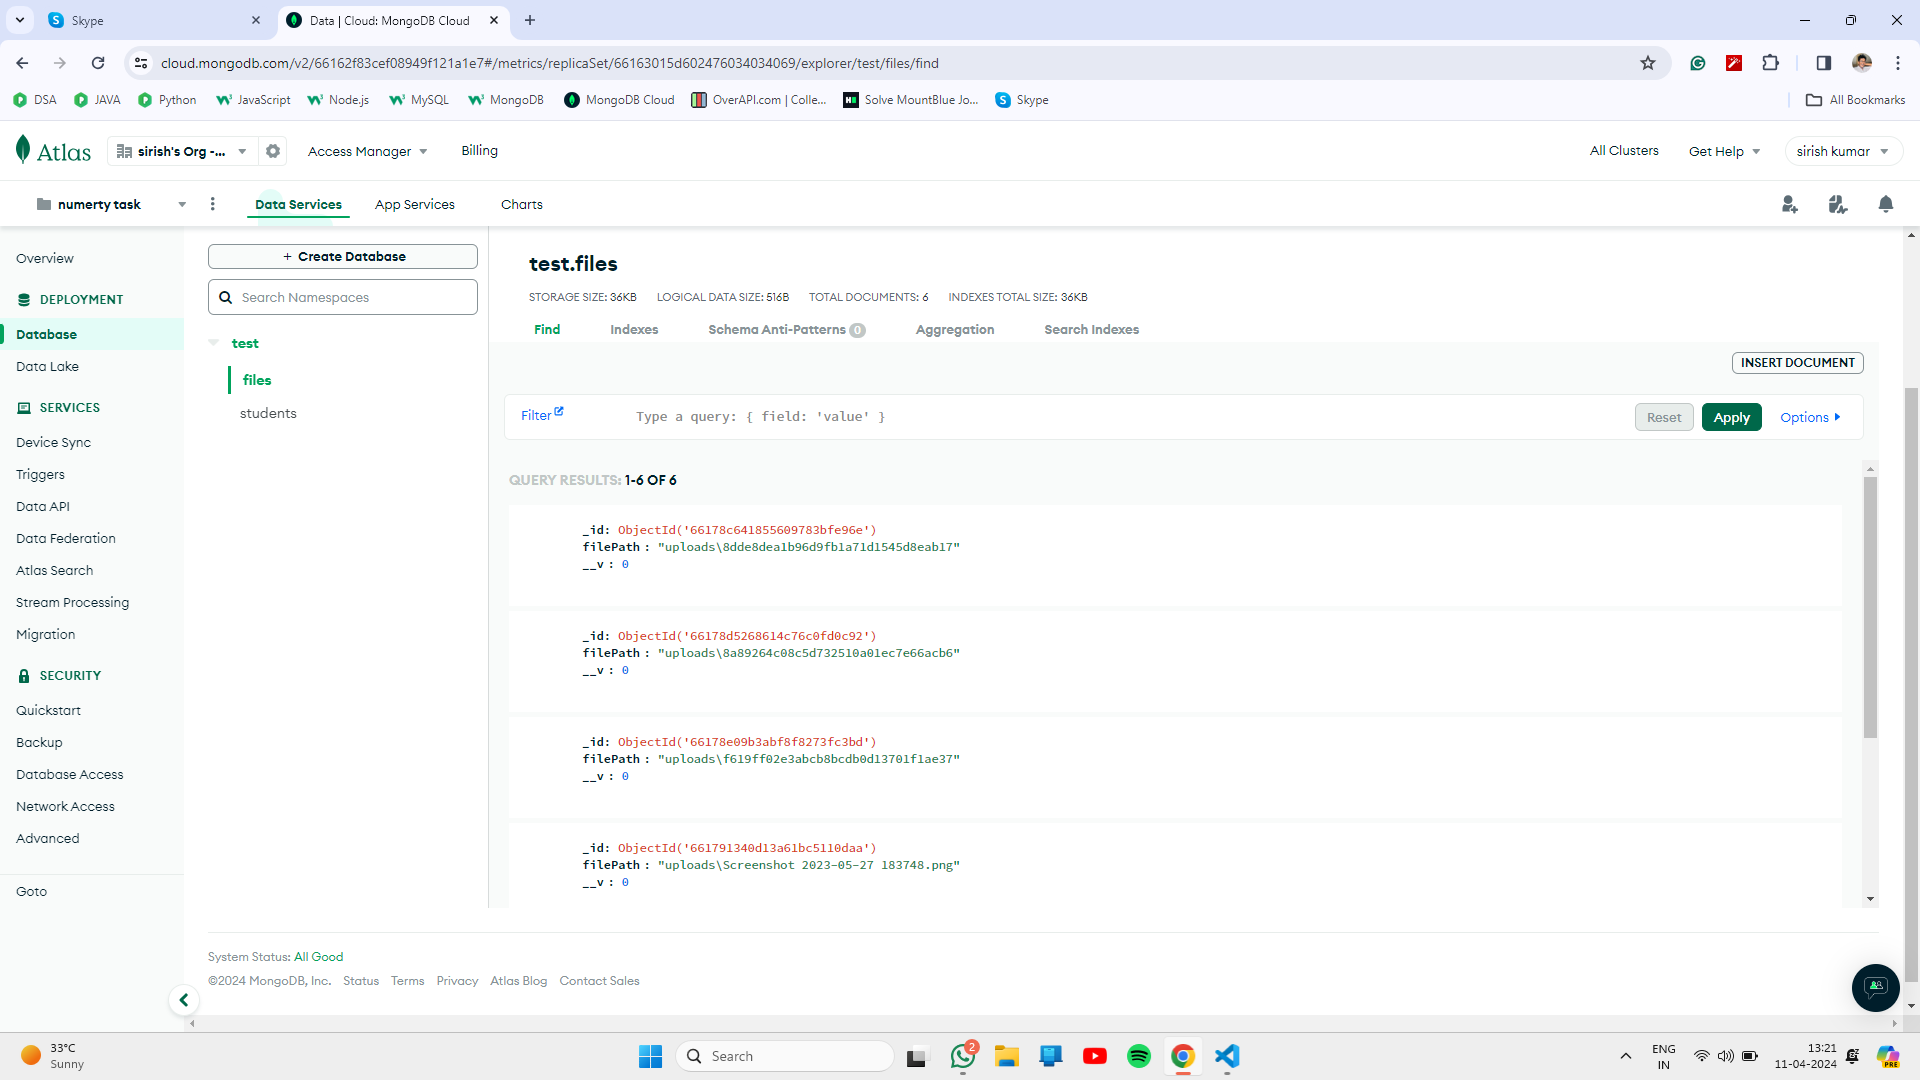 Skype
Data | Cloud: MongoDB Cloud
cloud.mongodb.com/v2/66162f83cef08949f121a1e7#/metrics/replicaSet/66163015d602476034034069/explorer/test/files/find
DSA
JAVA
Python
JavaScript
Node.js
MySQL
MongoDB
MongoDB Cloud
OverAPI.com | Colle...
Solve MountBlue Jo...
Skype
All Bookmarks
Atlas
sirish's Org -...
Access Manager
Billing
All Clusters
Get Help
sirish kumar
numerty task
Data Services
App Services
Charts
Overview
DEPLOYMENT
Database
Data Lake
SERVICES
Device Sync
Triggers
Data API
Data Federation
Atlas Search
Stream Processing
Migration
SECURITY
Quickstart
Backup
Database Access
Network Access
Advanced
Goto
+ Create Database
Search Namespaces
test
files
students
test.files
STORAGE SIZE: 36KB
LOGICAL DATA SIZE: 516B
TOTAL DOCUMENTS: 6
INDEXES TOTAL SIZE: 36KB
Find
Indexes
Schema Anti-Patterns 0
Aggregation
Search Indexes
INSERT DOCUMENT
Filter
Type a query: { field: 'value' }
Reset
Apply
Options
QUERY RESULTS: 1-6 OF 6
_id: ObjectId('66178c641855609783bfe96e')
filePath : "uploads\8dde8dea1b96d9fb1a71d1545d8eab17"
__v : 0
_id: ObjectId('66178d5268614c76c0fd0c92')
filePath : "uploads\8a89264c08c5d732510a01ec7e66acb6"
__v : 0
_id: ObjectId('66178e09b3abf8f8273fc3bd')
filePath : "uploads\f619ff02e3abcb8bcdb0d13701f1ae37"
__v : 0
_id: ObjectId('661791340d13a61bc5110daa')
filePath : "uploads\Screenshot 2023-05-27 183748.png"
__v : 0
System Status: All Good
©2024 MongoDB, Inc.
Status
Terms
Privacy
Atlas Blog
Contact Sales
33°C
Sunny
Search
2
ENG
IN
13:21
11-04-2024
PRE